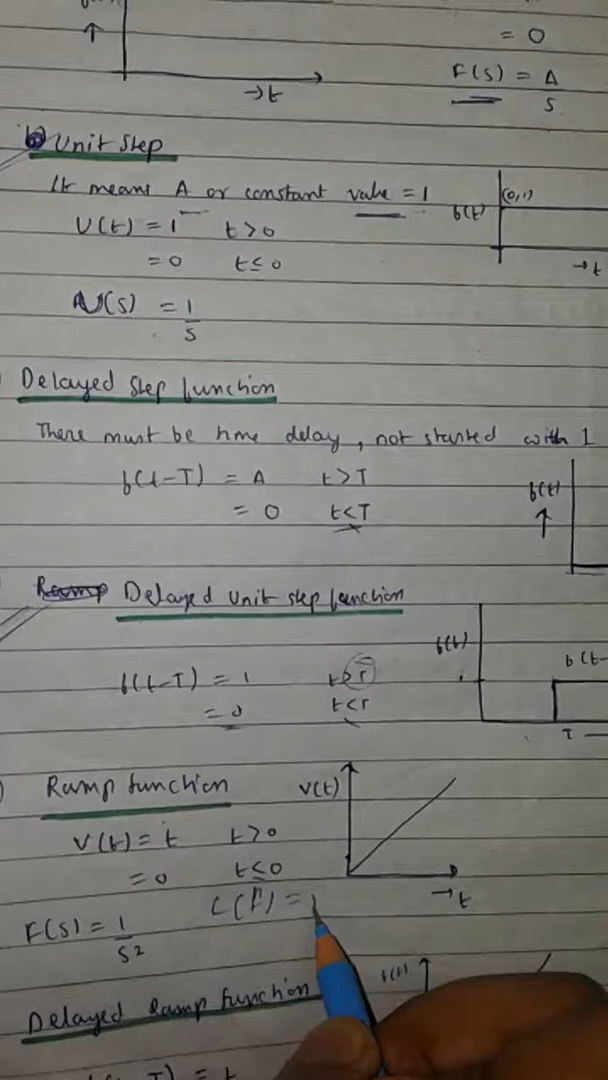 = 0
→t
F(s) = A/s
Unit Step
It means A or constant value = 1
(0,1)
f(t)
U(t) = 1 t>0
= 0 t≤0
→t
U(s) = 1/s
Delayed Step function
There must be time delay, not started with 1
f(t-T) = A t>T
= 0 t<T
f(t)
Ramp Delayed Unit step function
f(t)
f(t-T) = 1 t>T
= 0 t<T
f(t-
T
Ramp function
V(t)
V(t) = t t>0
= 0 t≤0
→t
F(s) = 1/s2
Delayed Ramp function